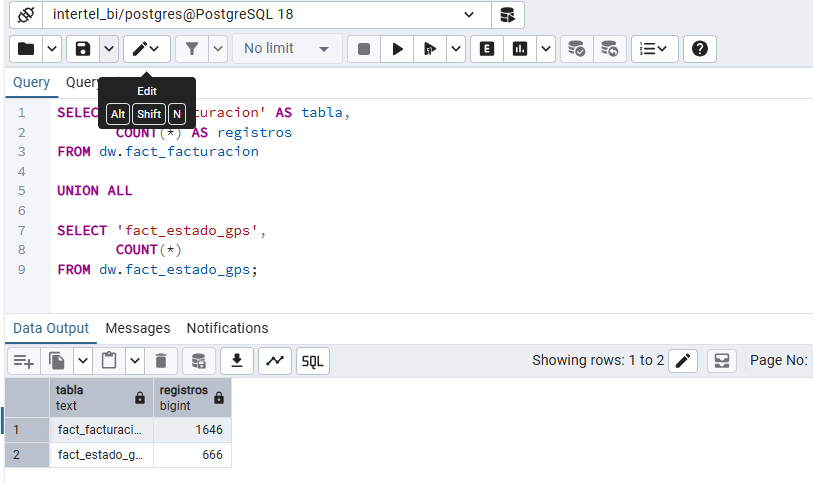 intertel_bi/postgres@PostgreSQL 18
No limit
Query Query
Edit
Alt Shift N
1 SELEC turacion' AS tabla,
2 COUNT(*) AS registros
3 FROM dw.fact_facturacion
4
5 UNION ALL
6
7 SELECT 'fact_estado_gps',
8 COUNT(*)
9 FROM dw.fact_estado_gps;
Data Output Messages Notifications
SQL
Showing rows: 1 to 2 Page No:
tabla registros
text bigint
1 fact_facturaci... 1646
2 fact_estado_g... 666